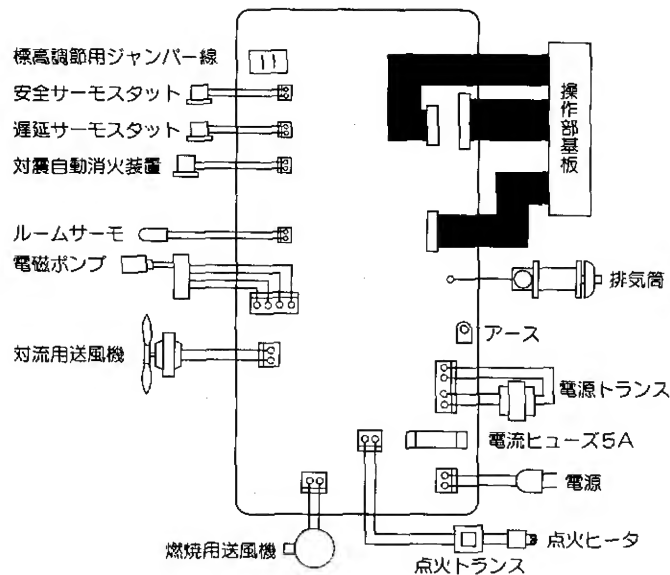 標高調節用ジャンパー線
安全サーモスタット
遅延サーモスタット
対震自動消火装置
ルームサーモ
電磁ポンプ
対流用送風機
燃焼用送風機
操作部基板
排気筒
アース
電源トランス
電流ヒューズ5A
電源
点火ヒータ
点火トランス